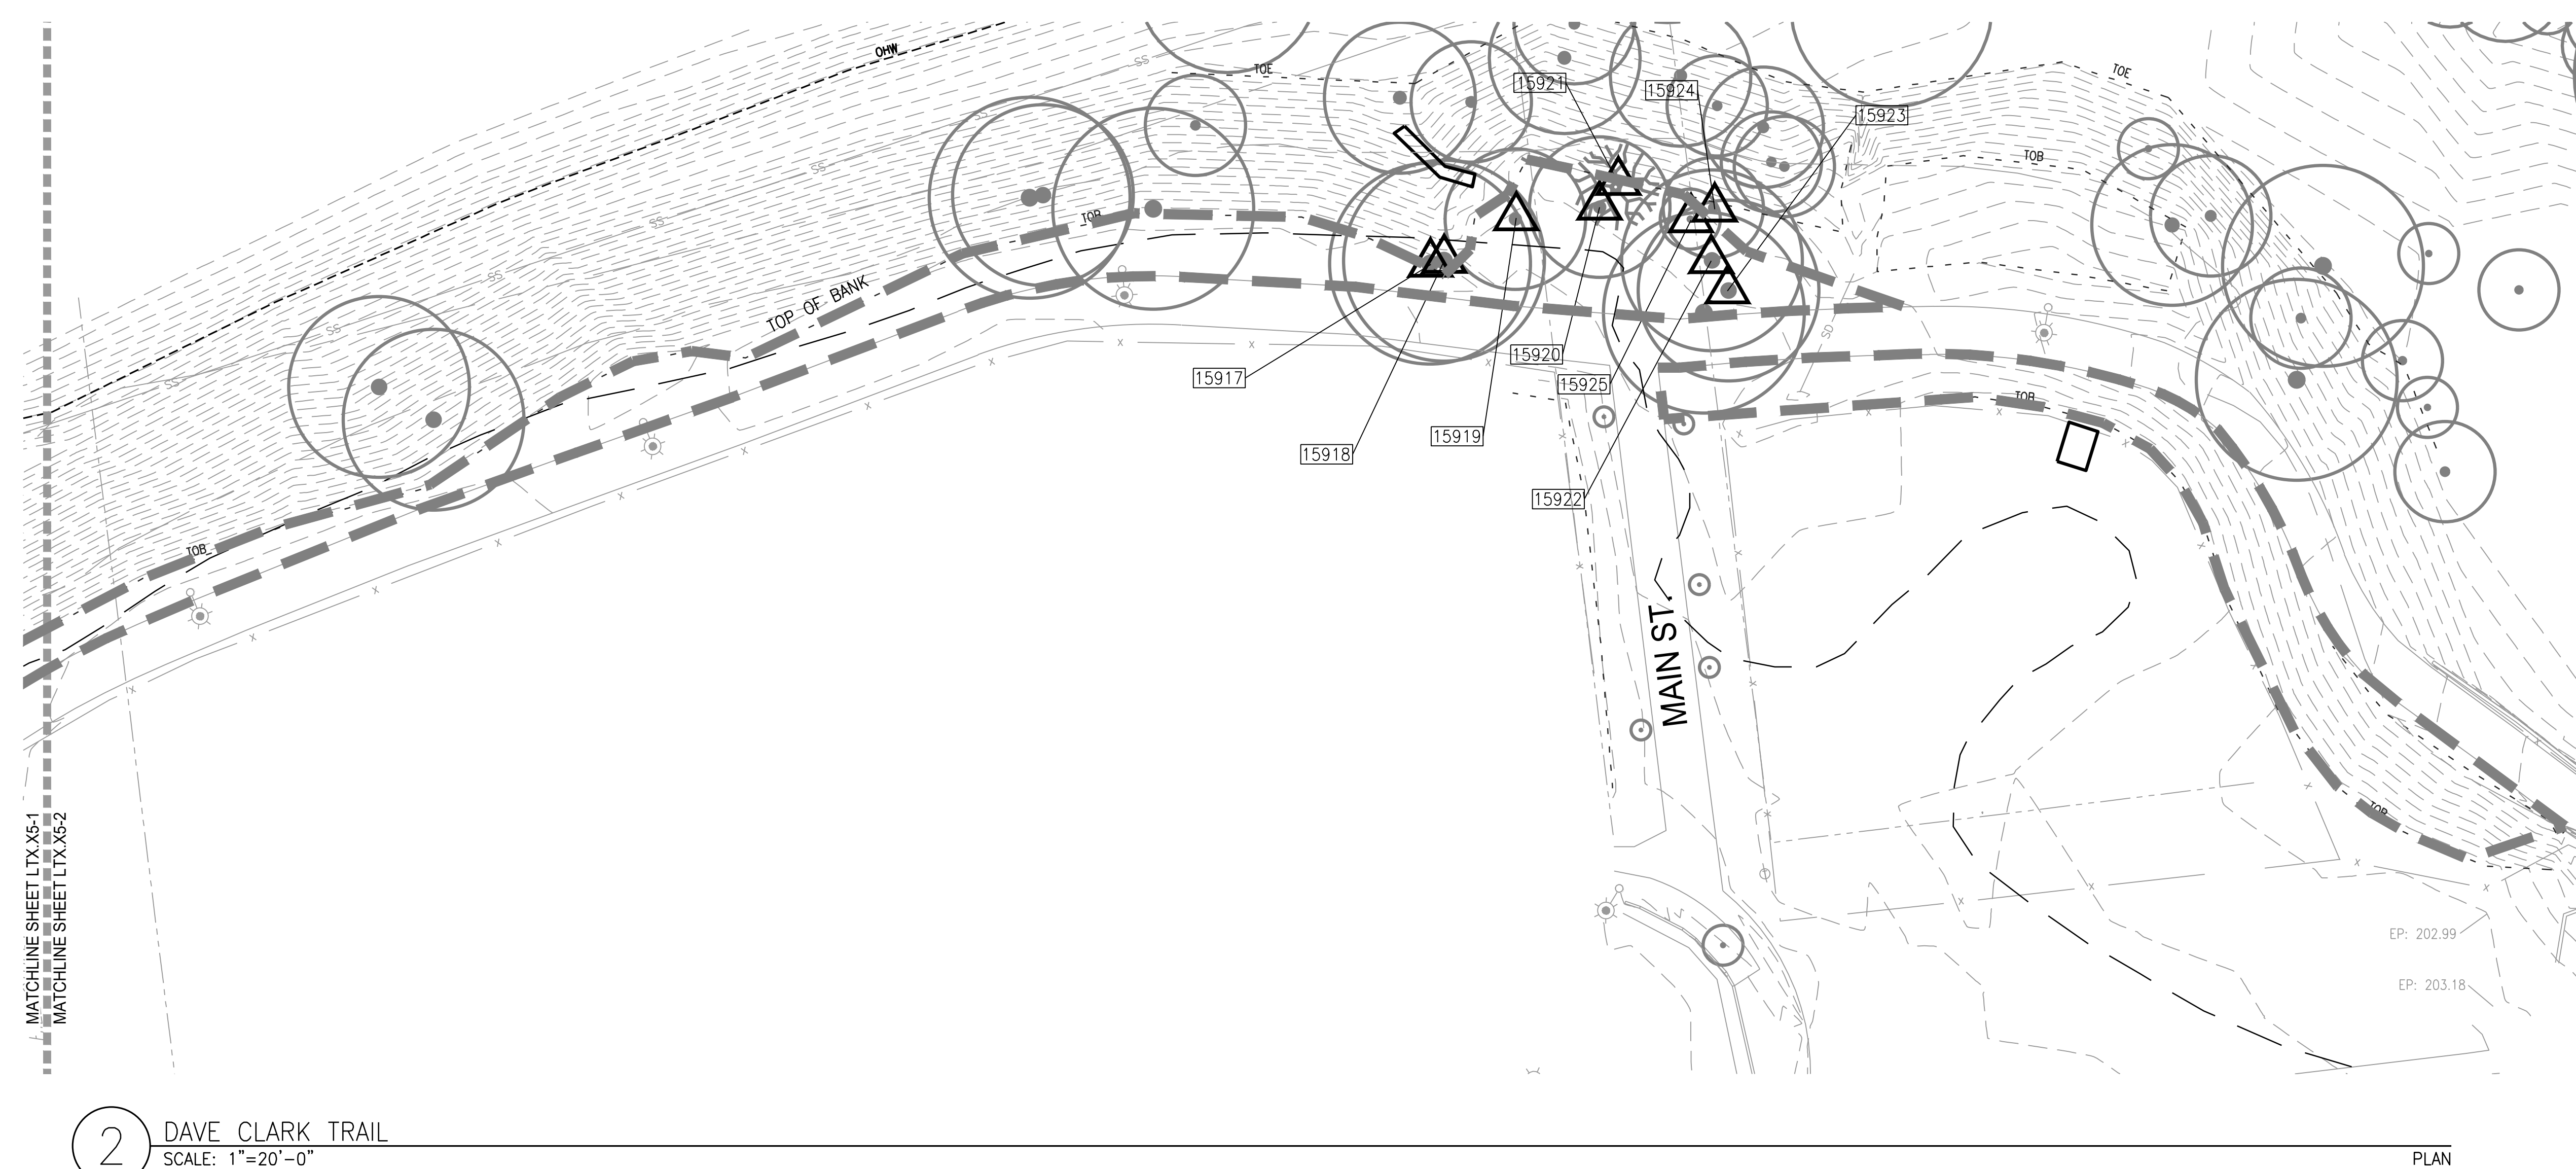 OHW
SS
TOE
15921
15924
TOE
15923
SS
SS
TOB
TOB
SS
SS
TOP OF BANK
SS
SS
SD
15920
15917
15925
TOB
15919
15918
15922
TOB
MAIN ST.
TOB
MATCHLINE SHEET LTX.X5-1
MATCHLINE SHEET LTX.X5-2
EP: 202.99
EP: 203.18
2
DAVE CLARK TRAIL
SCALE: 1"=20'-0"
PLAN